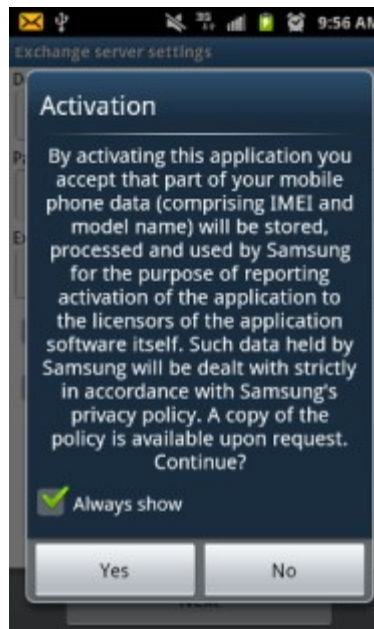 9:56 AM
Exchange server settings
Activation
By activating this application you
accept that part of your mobile
phone data (comprising IMEI and
model name) will be stored,
processed and used by Samsung
for the purpose of reporting
activation of the application to
the licensors of the application
software itself. Such data held by
Samsung will be dealt with strictly
in accordance with Samsung's
privacy policy. A copy of the
policy is available upon request.
Continue?
Always show
Yes No